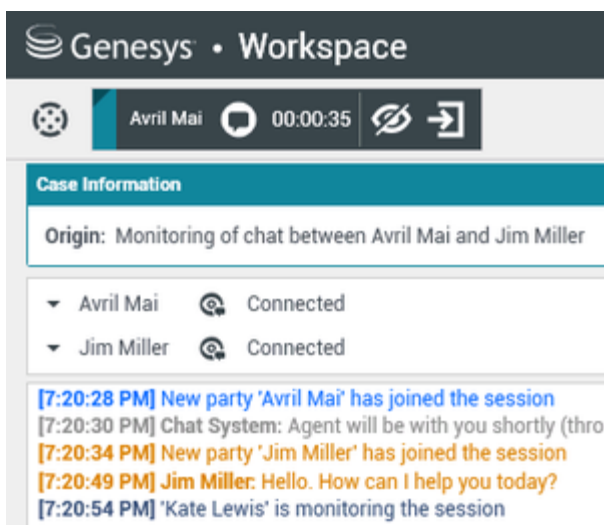 Genesys • Workspace
Avril Mai 00:00:35
Case Information
Origin: Monitoring of chat between Avril Mai and Jim Miller
Avril Mai Connected
Jim Miller Connected
[7:20:28 PM] New party 'Avril Mai' has joined the session
[7:20:30 PM] Chat System: Agent will be with you shortly (thro
[7:20:34 PM] New party 'Jim Miller' has joined the session
[7:20:49 PM] Jim Miller: Hello. How can I help you today?
[7:20:54 PM] 'Kate Lewis' is monitoring the session